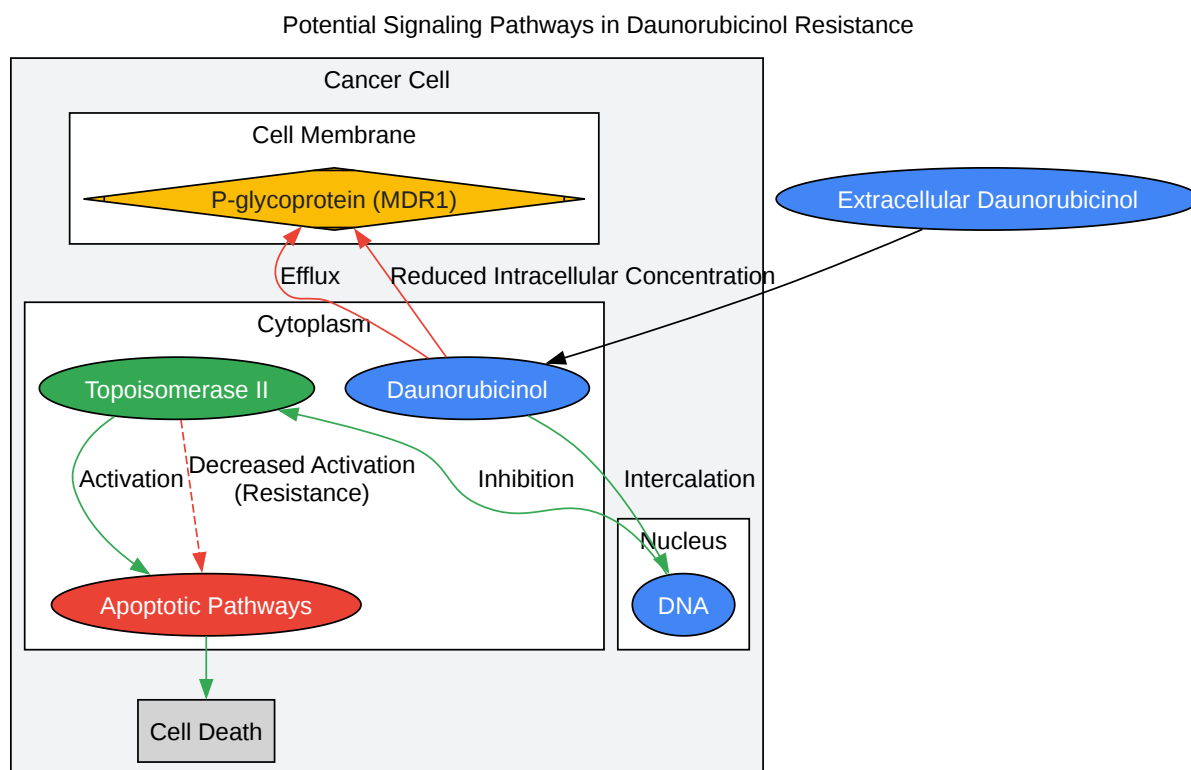 Potential Signaling Pathways in Daunorubicinol Resistance
Cancer Cell
Cell Membrane
P-glycoprotein (MDR1)
Extracellular Daunorubicinol
Efflux
Reduced Intracellular Concentration
Cytoplasm
Topoisomerase II
Daunorubicinol
Activation
Decreased Activation
(Resistance)
Inhibition
Intercalation
Nucleus
Apoptotic Pathways
DNA
Cell Death